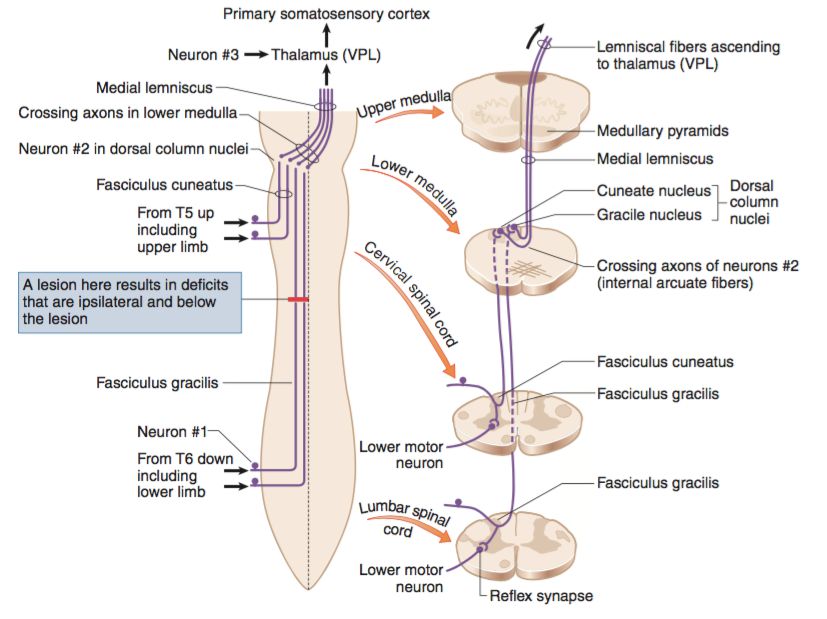 Primary somatosensory cortex
Neuron #3
Thalamus (VPL)
Medial lemniscus
Crossing axons in lower medulla
Neuron #2 in dorsal column nuclei
Fasciculus cuneatus
From T5 up
including
upper limb
A lesion here results in deficits
that are ipsilateral and below
the lesion
Fasciculus gracilis
Neuron #1
From T6 down
including
lower limb
Upper medulla
Lower medulla
Cervical spinal cord
Lumbar spinal
cord
Lemniscal fibers ascending
to thalamus (VPL)
Medullary pyramids
Medial lemniscus
Cuneate nucleus
Gracile nucleus
Dorsal
column
nuclei
Crossing axons of neurons #2
(internal arcuate fibers)
Fasciculus cuneatus
Fasciculus gracilis
Lower motor
neuron
Fasciculus gracilis
Lower motor
neuron
Reflex synapse